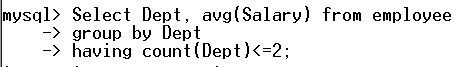 mysql> Select Dept, avg(Salary) from employee
-> group by Dept
-> having count(Dept)<=2;